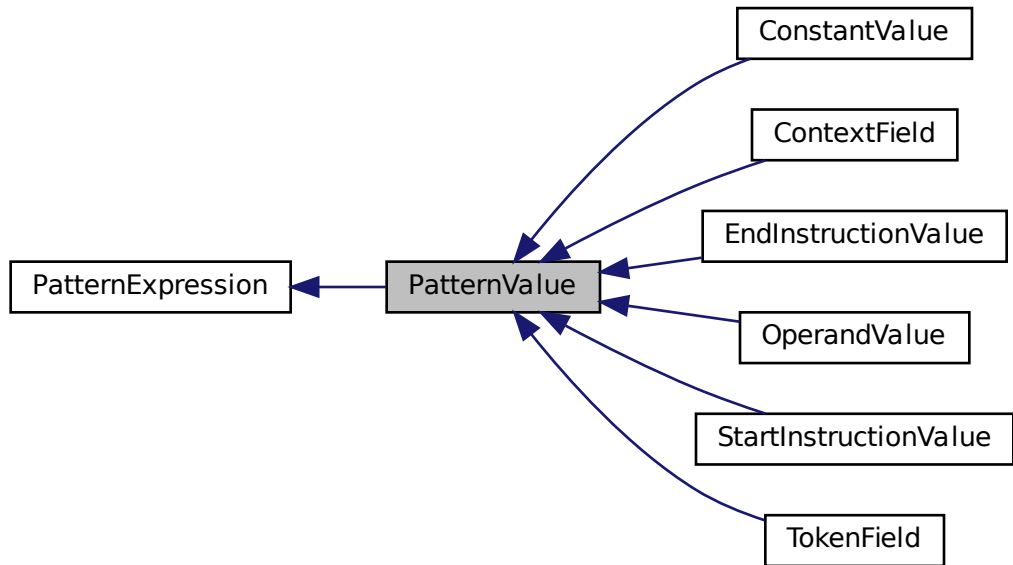 ConstantValue
ContextField
EndInstructionValue
PatternExpression
PatternValue
OperandValue
StartInstructionValue
TokenField